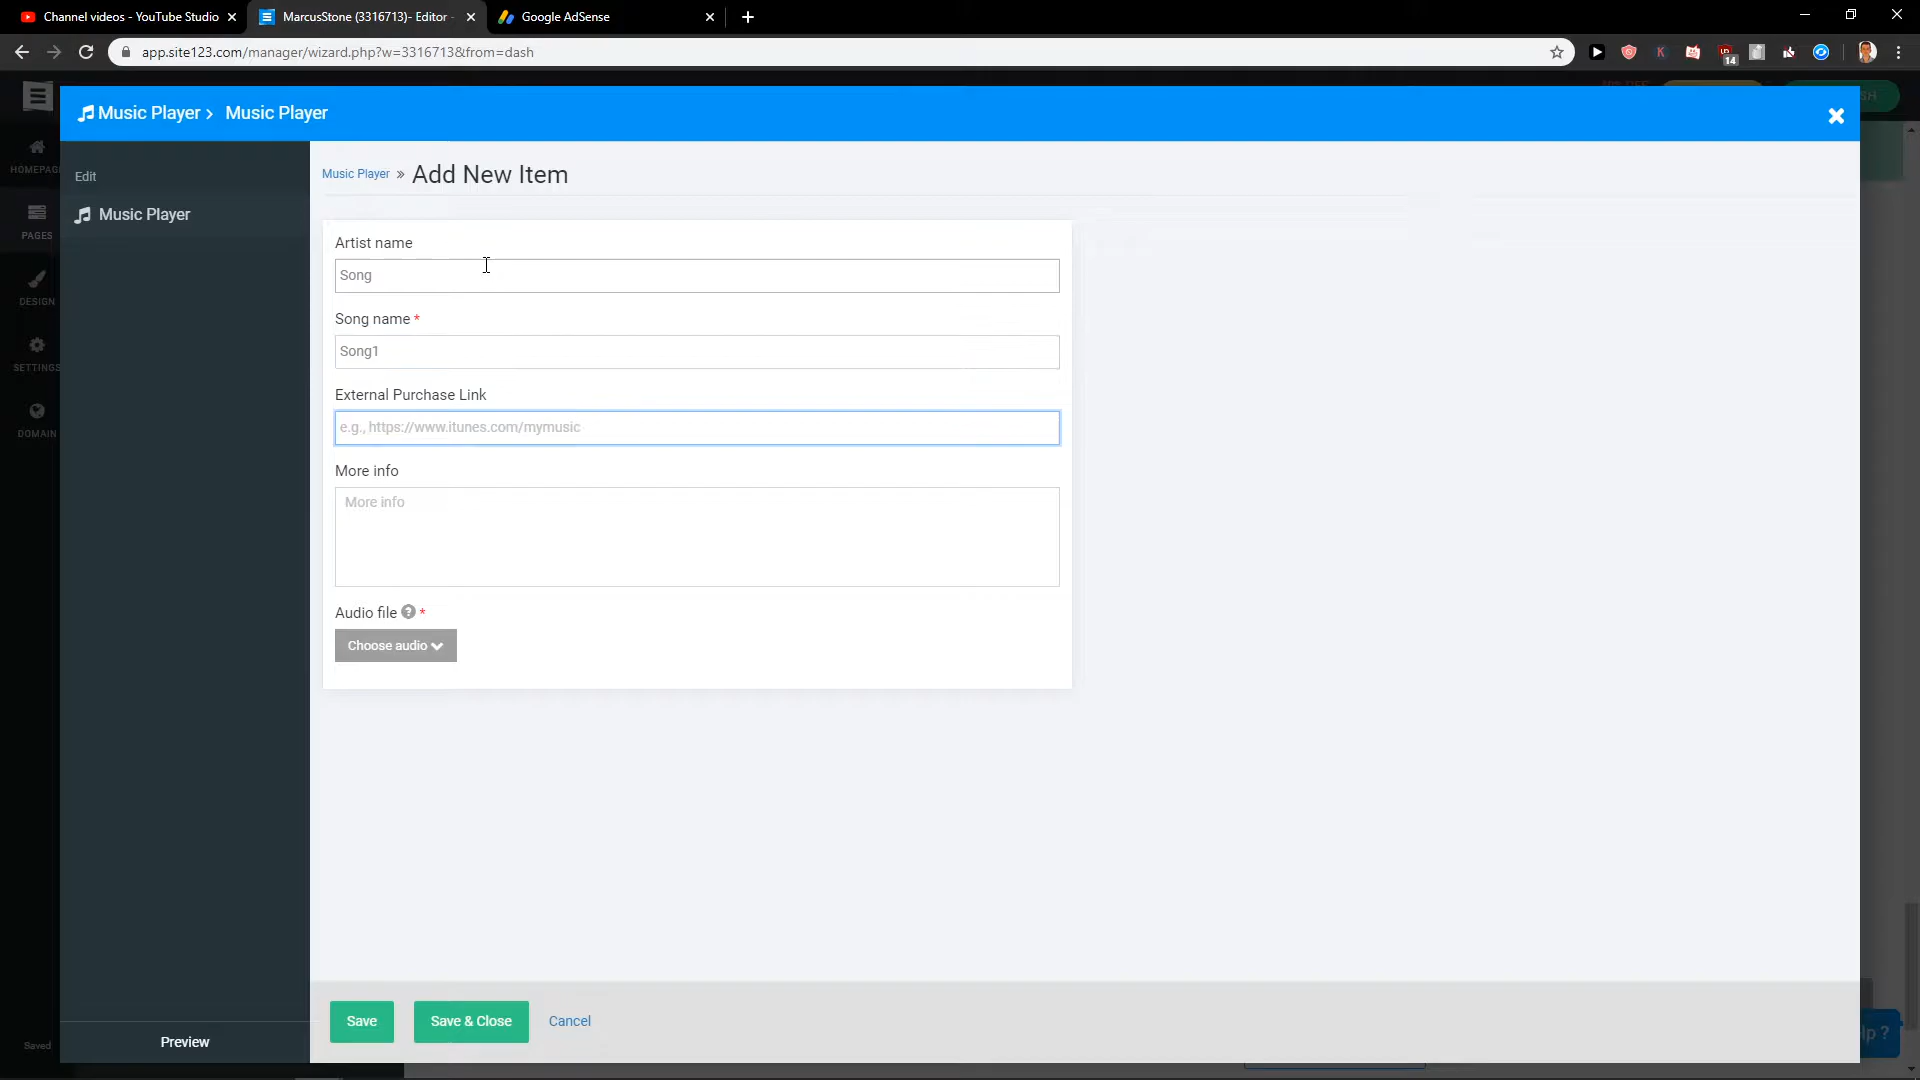 Channel videos - YouTube Studio
MarcusStone (3316713)- Editor -
Google AdSense
app.site123.com/manager/wizard.php?w=3316713&from=dash
14
Music Player > Music Player
HOMEPAG
PAGES
DESIGN
SETTINGS
DOMAIN
Saved
Edit
Music Player
Preview
Music Player » Add New Item
Artist name
Song
Song name *
Song1
External Purchase Link
e.g., https://www.itunes.com/mymusic
More info
More info
Audio file ? *
Choose audio
Save
Save & Close
Cancel
lp ?